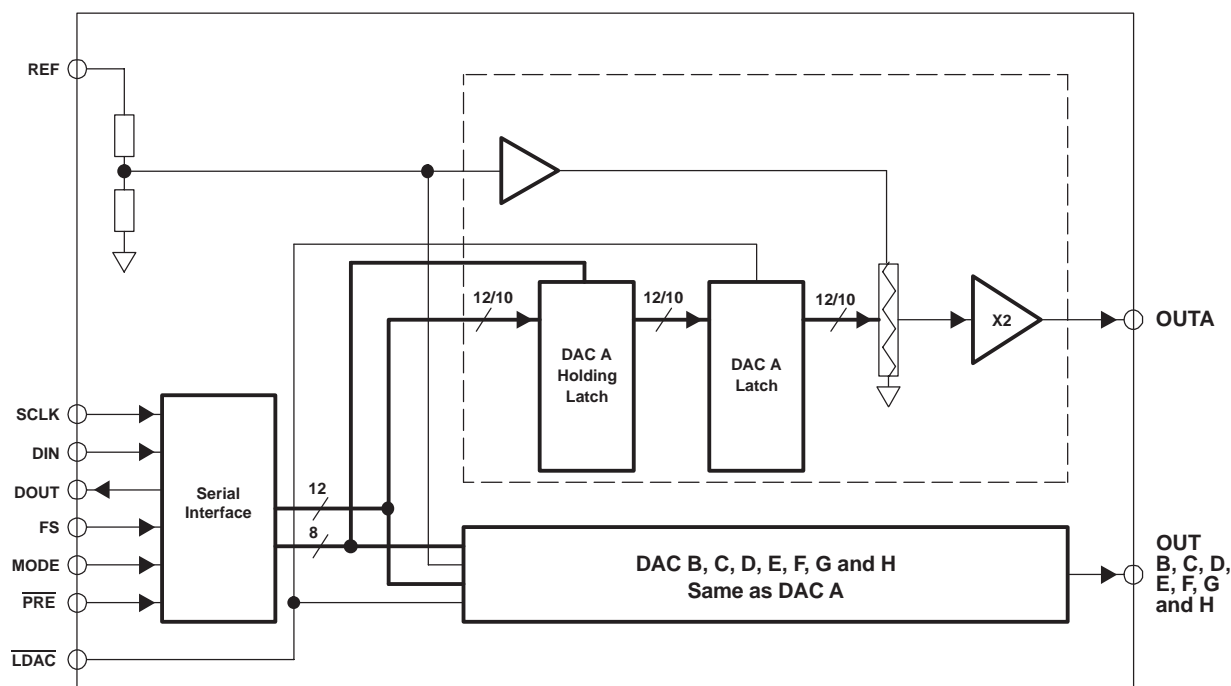 REF
12/10
12/10
12/10
X2
OUTA
DAC A
Holding
Latch
DAC A
Latch
SCLK
DIN
DOUT
FS
MODE
PRE
LDAC
Serial
Interface
12
8
DAC B, C, D, E, F, G and H
Same as DAC A
OUT
B, C, D,
E, F, G
and H